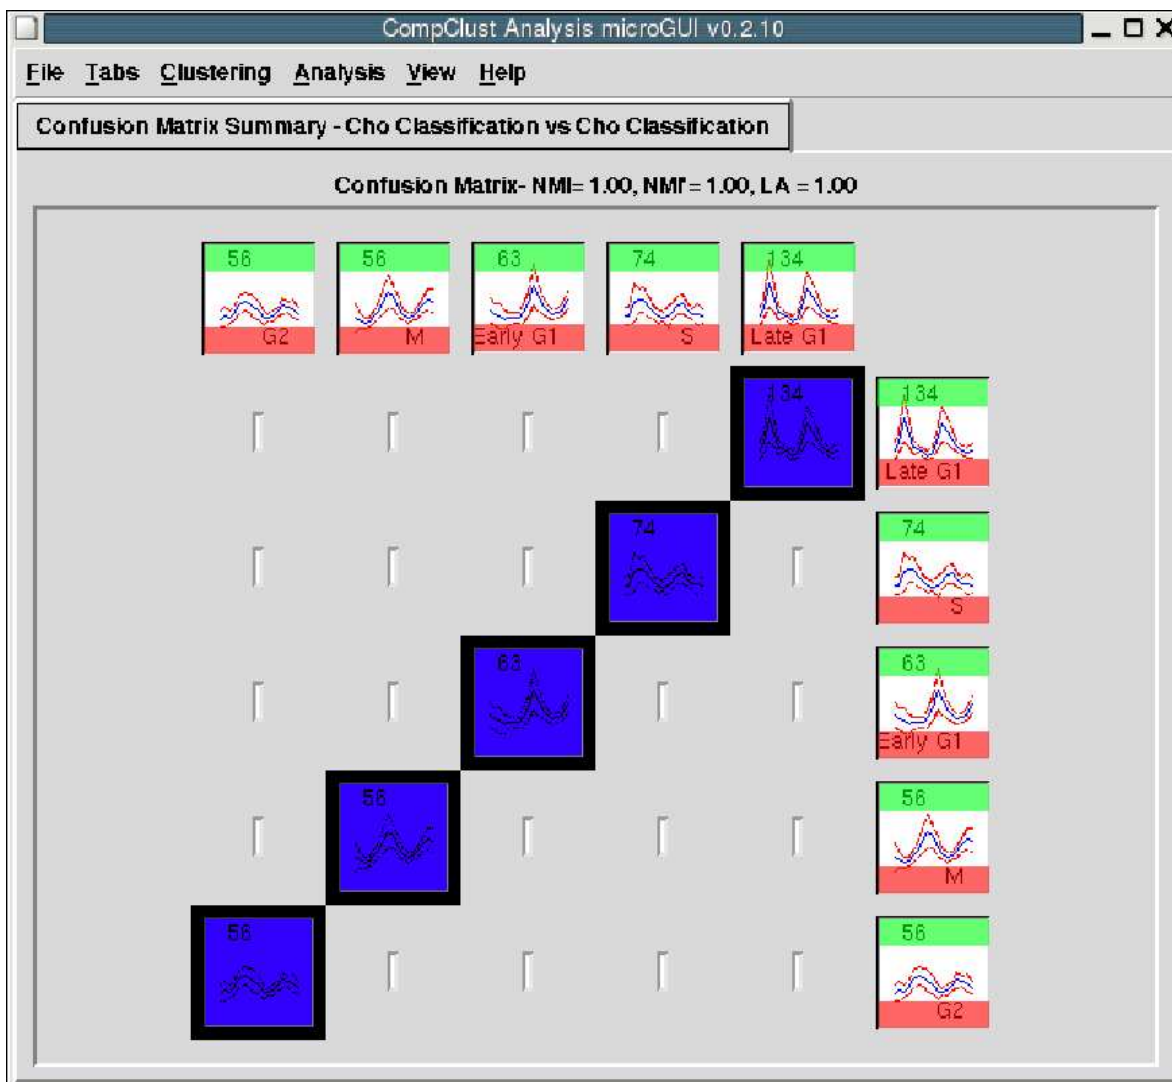 CompClust Analysis microGUI v0.2.10
File Tabs Clustering Analysis View Help
Confusion Matrix Summary - Cho Classification vs Cho Classification
Confusion Matrix- NMI= 1.00, NMI'= 1.00, LA = 1.00
56 56 63 74 134
G2 M Early G1 S Late G1
134 134
Late G1
74 74
S
63 63
Early G1
56 56
M
56 56
G2